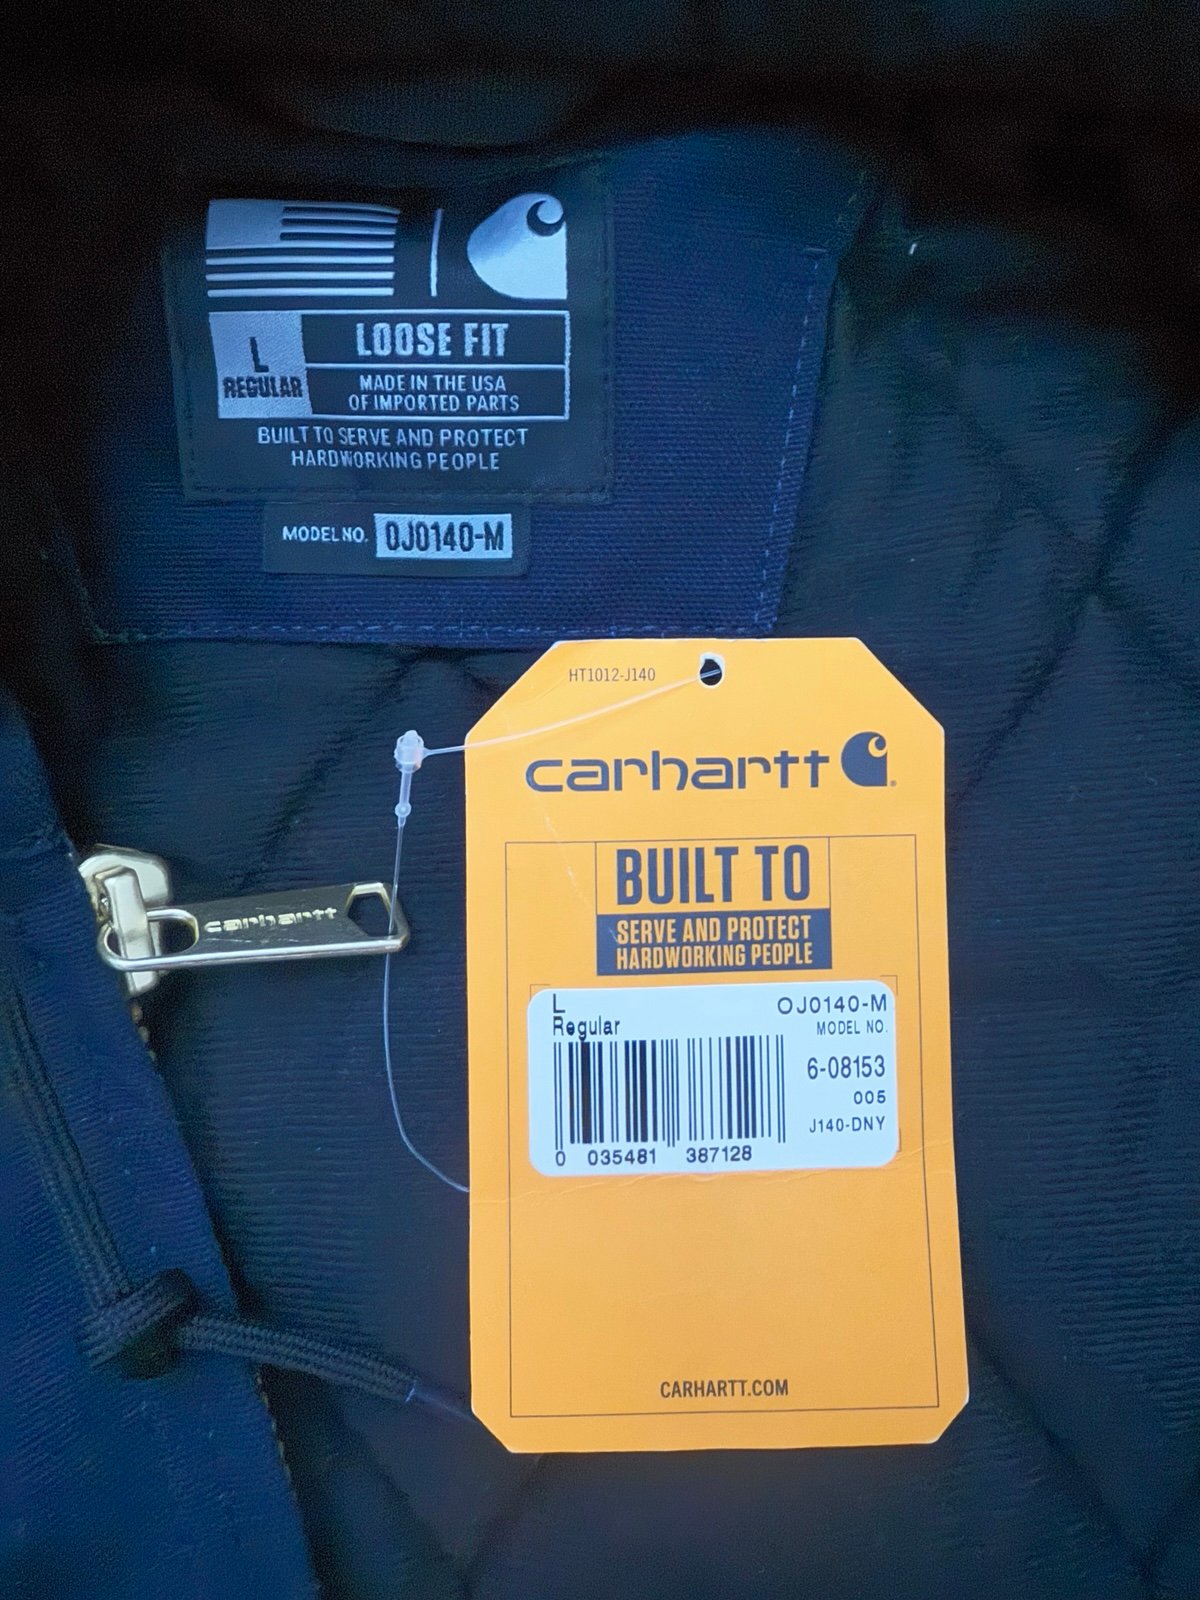 L
REGULAR
LOOSE FIT
MADE IN THE USA
OF IMPORTED PARTS
BUILT TO SERVE AND PROTECT
HARDWORKING PEOPLE
MODEL NO. OJ0140-M
HT1012-J140
carhartt
BUILT TO
SERVE AND PROTECT
HARDWORKING PEOPLE
carhartt
L
Regular
OJ0140-M
MODEL NO.
6-08153
005
J140-DNY
0 035481 387128
CARHARTT.COM